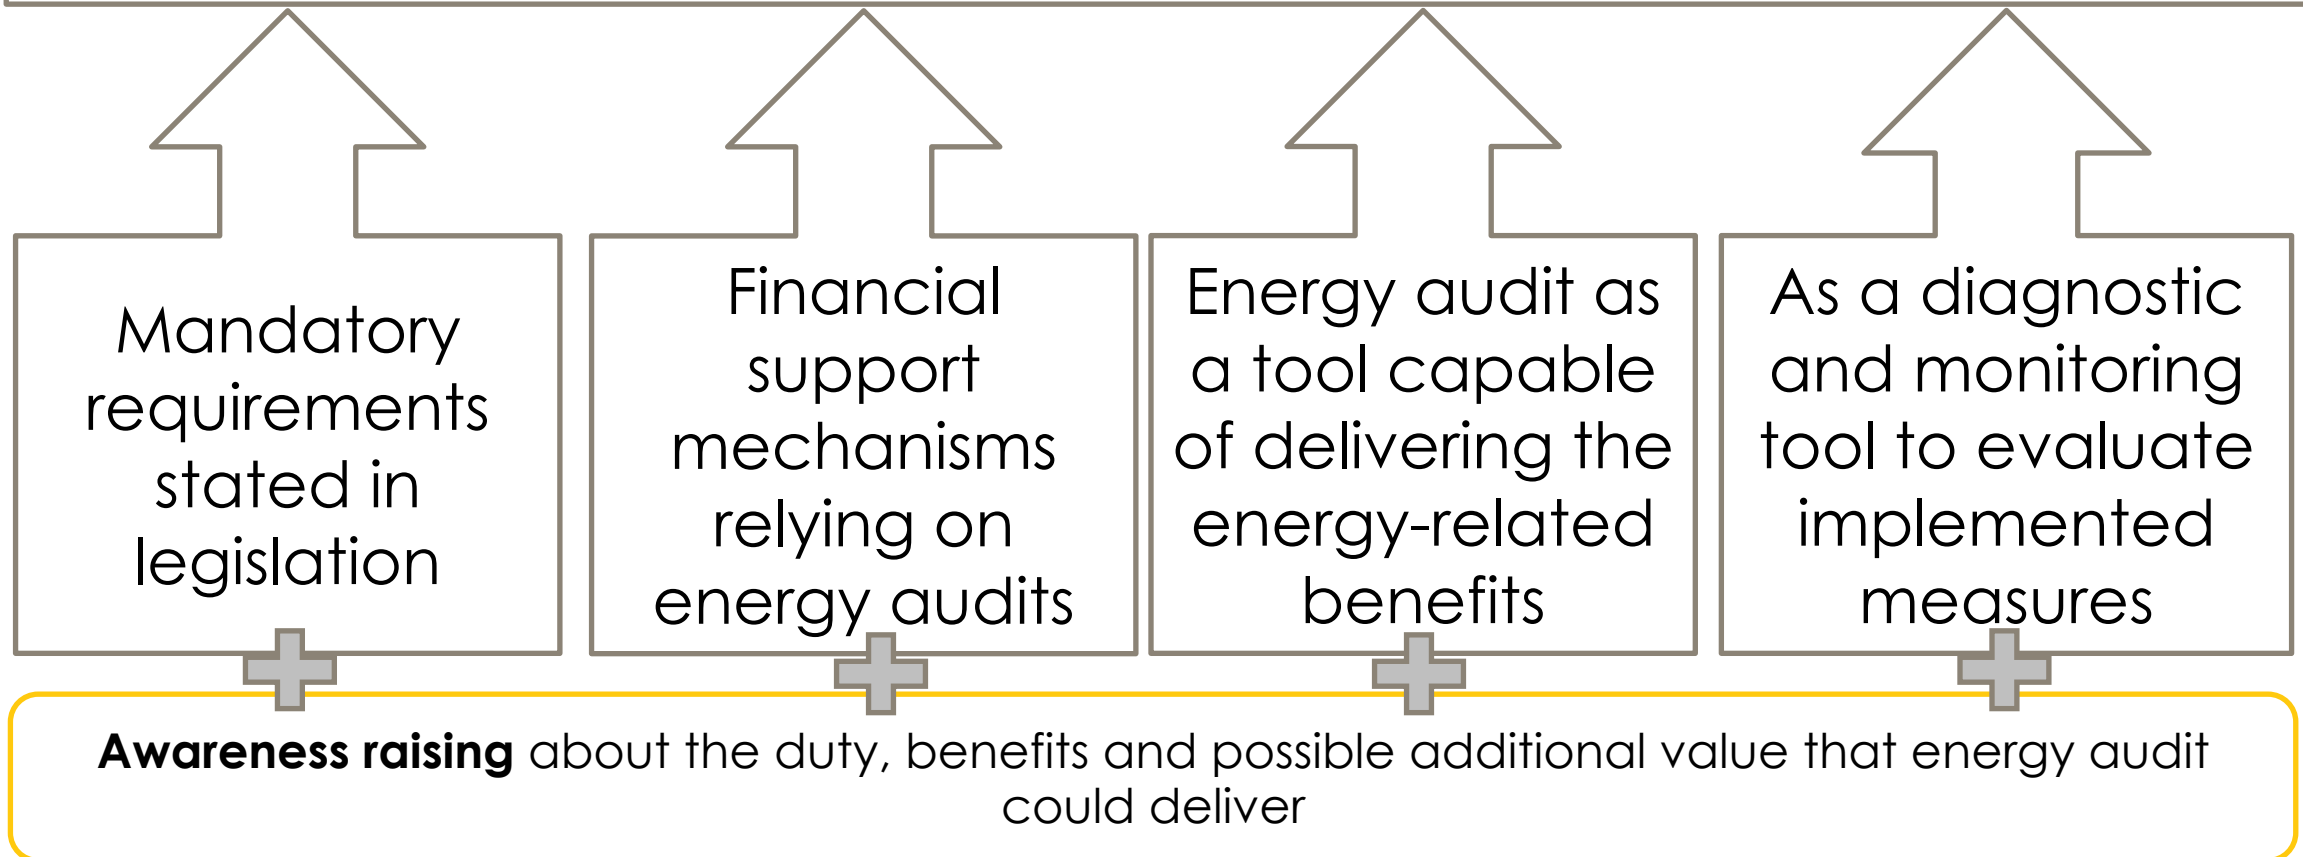 Mandatory
requirements
stated in
legislation
Financial
support
mechanisms
relying on
energy audits
Energy audit as
a tool capable
of delivering the
energy-related
benefits
As a diagnostic
and monitoring
tool to evaluate
implemented
measures
Awareness raising about the duty, benefits and possible additional value that energy audit
could deliver